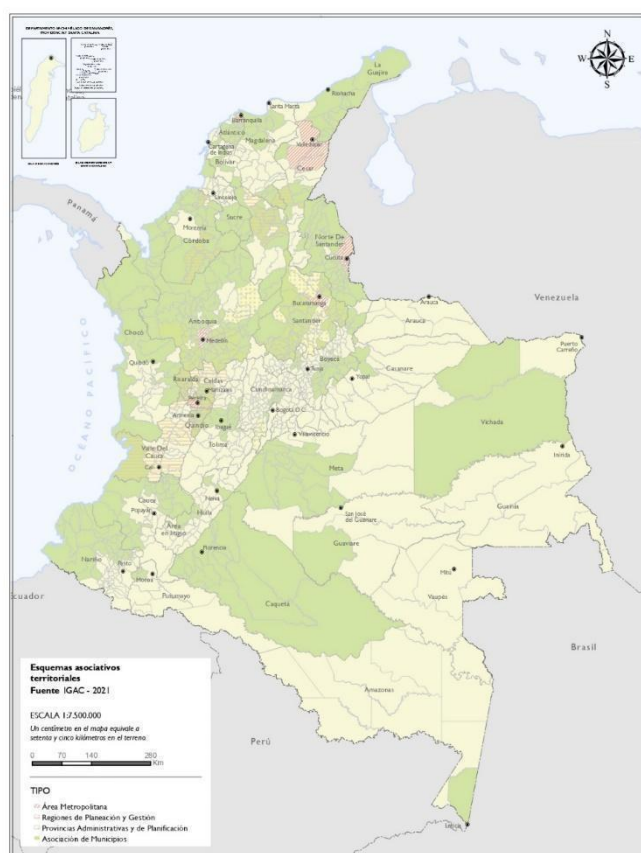 N
W
E
S
La
Guajira
Riohacha
Santa Marta
Barranquilla
Atlántico
Magdalena
Valledupar
Cesar
Bolívar
Sucre
Montería
Córdoba
Panamá
Norte De
Santander
Cúcuta
Bucaramanga
Santander
Arauca
Arauca
Venezuela
Puerto
Carreño
Antioquia
Medellín
Chocó
Quibdó
OCÉANO PACÍFICO
Boyacá
Tunja
Yopal
Casanare
Risaralda
Caldas
Manizales
Pereira
Armenia
Quindío
Ibagué
Tolima
Cundinamarca
Bogotá D.C.
Villavicencio
Vichada
Inírida
Valle Del
Cauca
Cali
Meta
Guainía
Neiva
Huila
San José
del Guaviare
Guaviare
Cauca
Popayán
Área
en litigio
Florencia
Nariño
Pasto
Mocoa
Putumayo
Caquetá
Mitú
Vaupés
Ecuador
Brasil
Amazonas
Perú
Leticia
Esquemas asociativos
territoriales
Fuente IGAC - 2021
ESCALA 1:7.500.000
Un centímetro en el mapa equivale a
setenta y cinco kilómetros en el terreno.
0 70 140 280
Km
TIPO
Área Metropolitana
Regiones de Planeación y Gestión
Provincias Administrativas y de Planificación
Asociación de Municipios